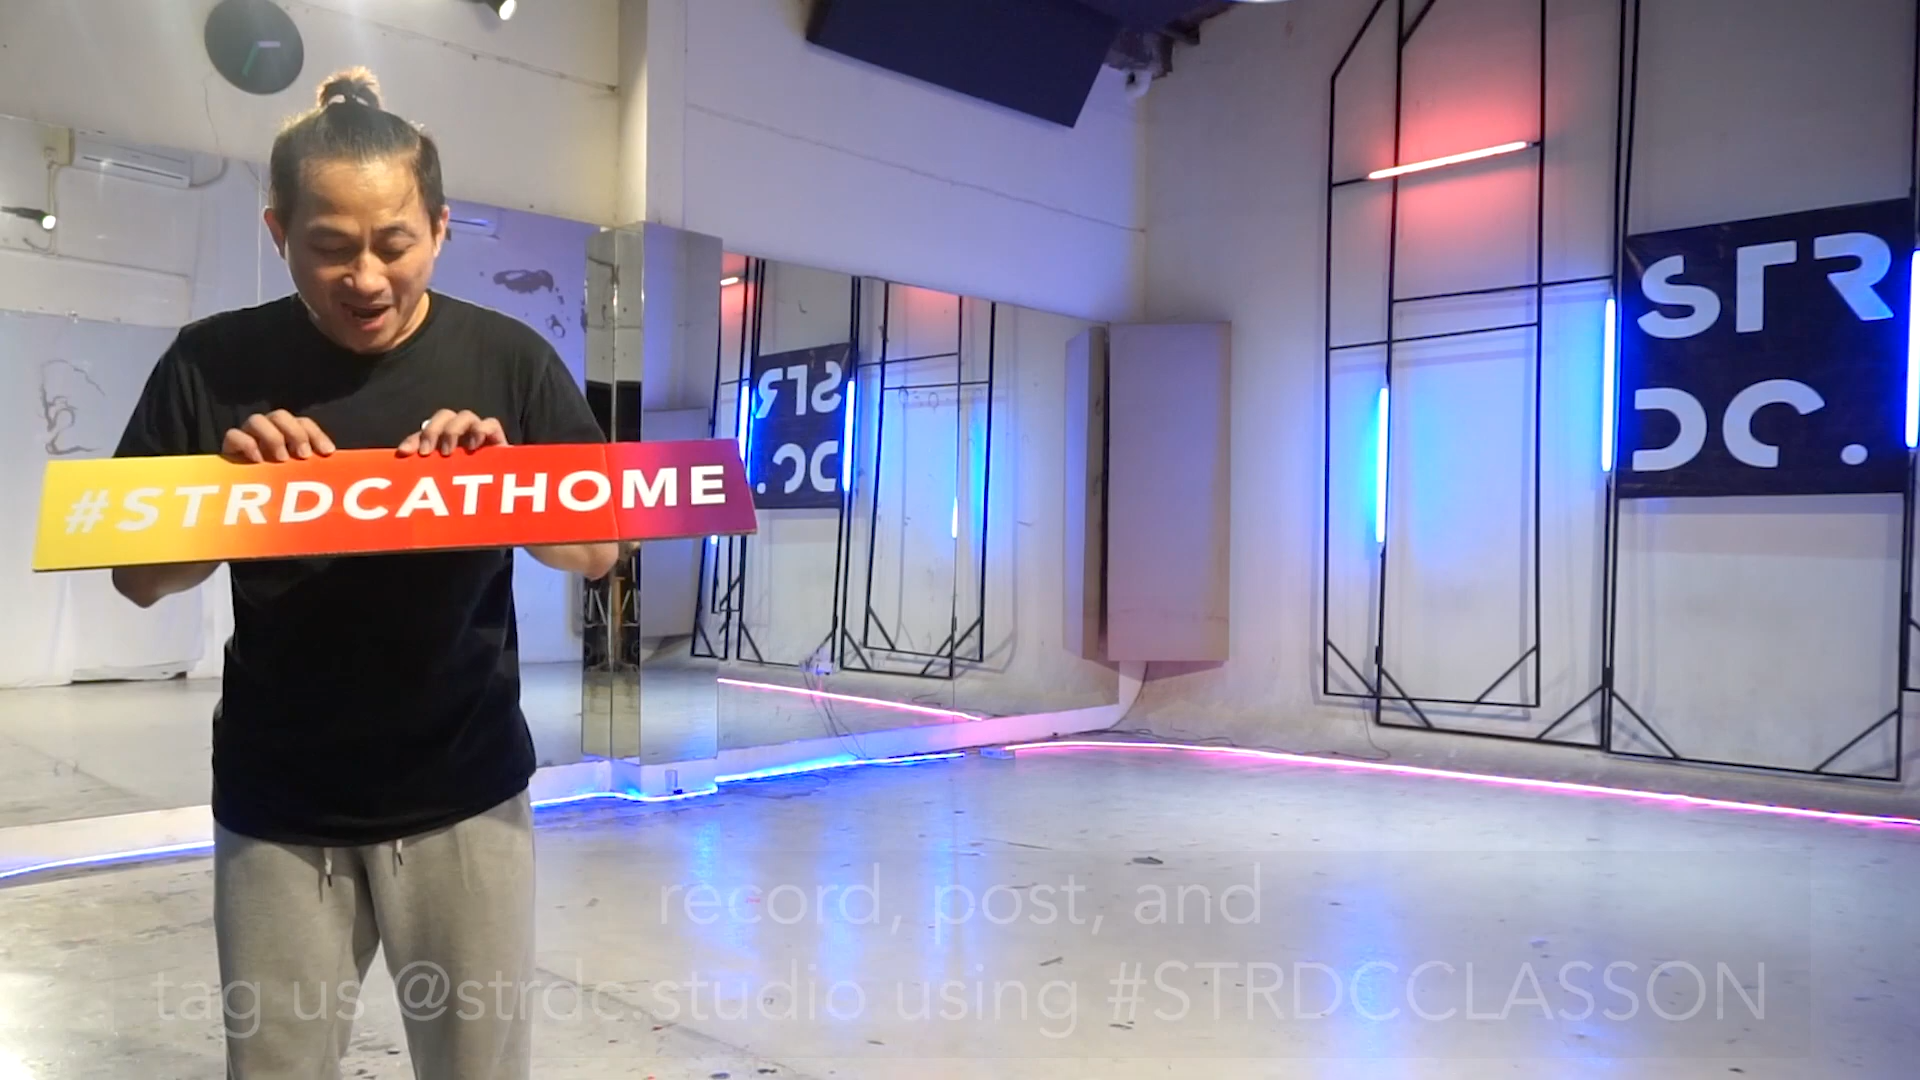 #STRDCATHOME
STR
DC.
STR
DC.
record, post, and
tag us @strdc.studio using #STRDCCLASSON